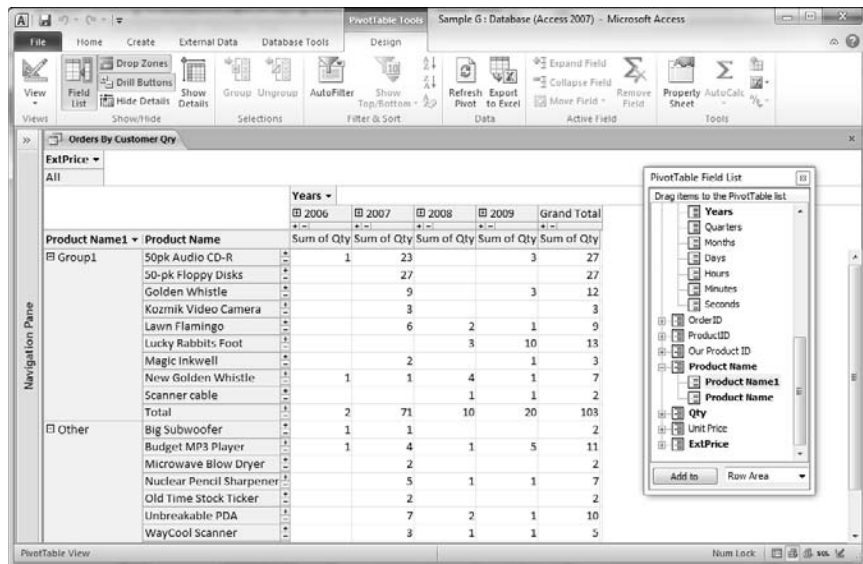 PivotTable Tools Sample G : Database (Access 2007) - Microsoft Access
File Home Create External Data Database Tools Design
View
Views
Field List
Drop Zones
Drill Buttons
Hide Details
Show Details
Show/Hide
Group Ungroup
Selections
AutoFilter
Show Top/Bottom
Filter & Sort
Refresh Pivot
Export to Excel
Data
Expand Field
Collapse Field
Move Field
Remove Field
Active Field
Property Sheet
AutoCalc
Tools
Orders By Customer Qry
Navigation Pane
ExtPrice
All
Years
2006 2007 2008 2009 Grand Total
Product Name1 Product Name Sum of Qty Sum of Qty Sum of Qty Sum of Qty Sum of Qty
Group1 50pk Audio CD-R 1 23 3 27
50-pk Floppy Disks 27 27
Golden Whistle 9 3 12
Kozmik Video Camera 3 3
Lawn Flamingo 6 2 1 9
Lucky Rabbits Foot 3 10 13
Magic Inkwell 2 1 3
New Golden Whistle 1 1 4 1 7
Scanner cable 1 1 2
Total 2 71 10 20 103
Other Big Subwoofer 1 1 2
Budget MP3 Player 1 4 1 5 11
Microwave Blow Dryer 2 2
Nuclear Pencil Sharpener 5 1 1 7
Old Time Stock Ticker 2 2
Unbreakable PDA 7 2 1 10
WayCool Scanner 3 1 1 5
PivotTable Field List
Drag items to the PivotTable list
Years
Quarters
Months
Days
Hours
Minutes
Seconds
OrderID
ProductID
Our Product ID
Product Name
Product Name1
Product Name
Qty
Unit Price
ExtPrice
Add to Row Area
PivotTable View Num Lock SQL